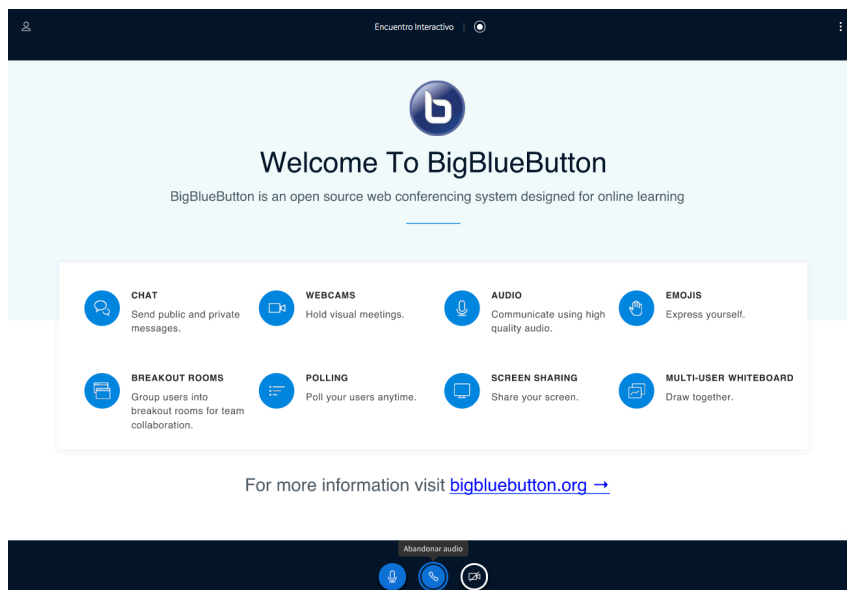 Encuentro Interactivo
Welcome To BigBlueButton
BigBlueButton is an open source web conferencing system designed for online learning
CHAT
Send public and private
messages.
WEBCAMS
Hold visual meetings.
AUDIO
Communicate using high
quality audio.
EMOJIS
Express yourself.
BREAKOUT ROOMS
Group users into
breakout rooms for team
collaboration.
POLLING
Poll your users anytime.
SCREEN SHARING
Share your screen.
MULTI-USER WHITEBOARD
Draw together.
For more information visit bigbluebutton.org →
Abandonar audio